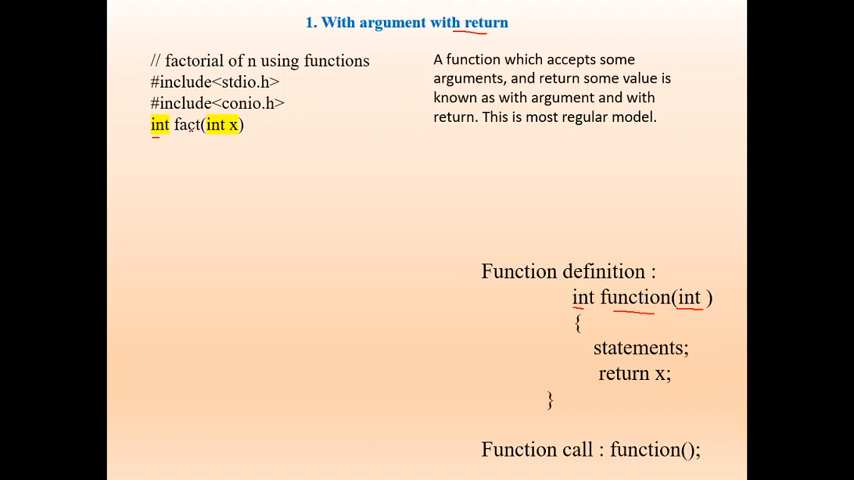 1. With argument with return
// factorial of n using functions
#include<stdio.h>
#include<conio.h>
int fact(int x)
A function which accepts some
arguments, and return some value is
known as with argument and with
return. This is most regular model.
Function definition :
int function(int )
{
statements;
return x;
}
Function call : function();